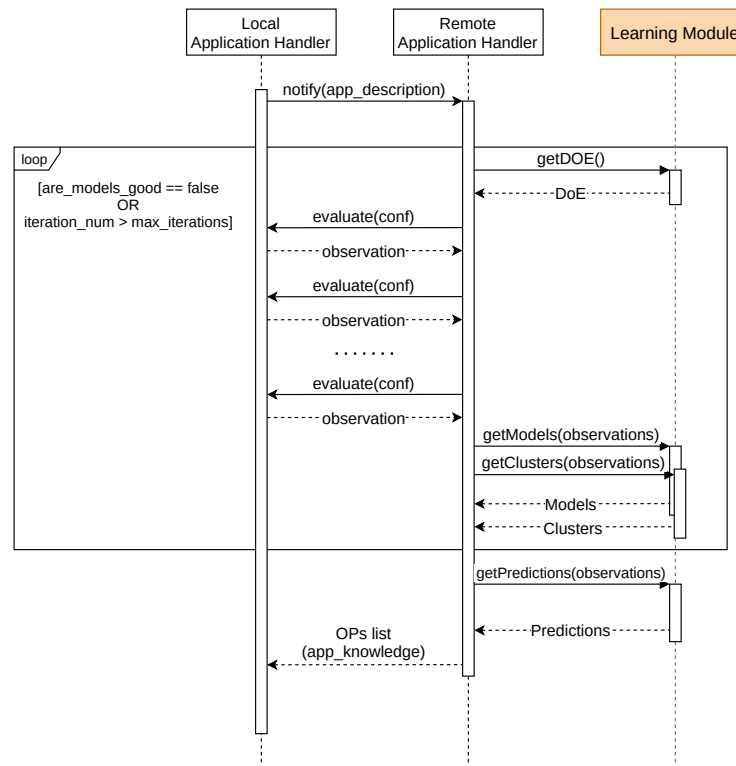 Local
Application Handler
Remote
Application Handler
Learning Module
notify(app_description)
loop
[are_models_good == false
OR
iteration_num > max_iterations]
getDOE()
DoE
evaluate(conf)
observation
evaluate(conf)
observation
.......
evaluate(conf)
observation
getModels(observations)
getClusters(observations)
Models
Clusters
getPredictions(observations)
Predictions
OPs list
(app_knowledge)